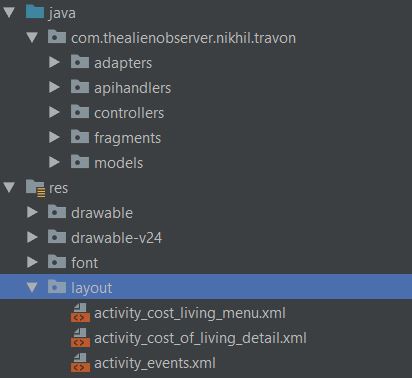 java
com.thealienobserver.nikhil.travon
adapters
apihandlers
controllers
fragments
models
res
drawable
drawable-v24
font
layout
activity_cost_living_menu.xml
activity_cost_of_living_detail.xml
activity_events.xml